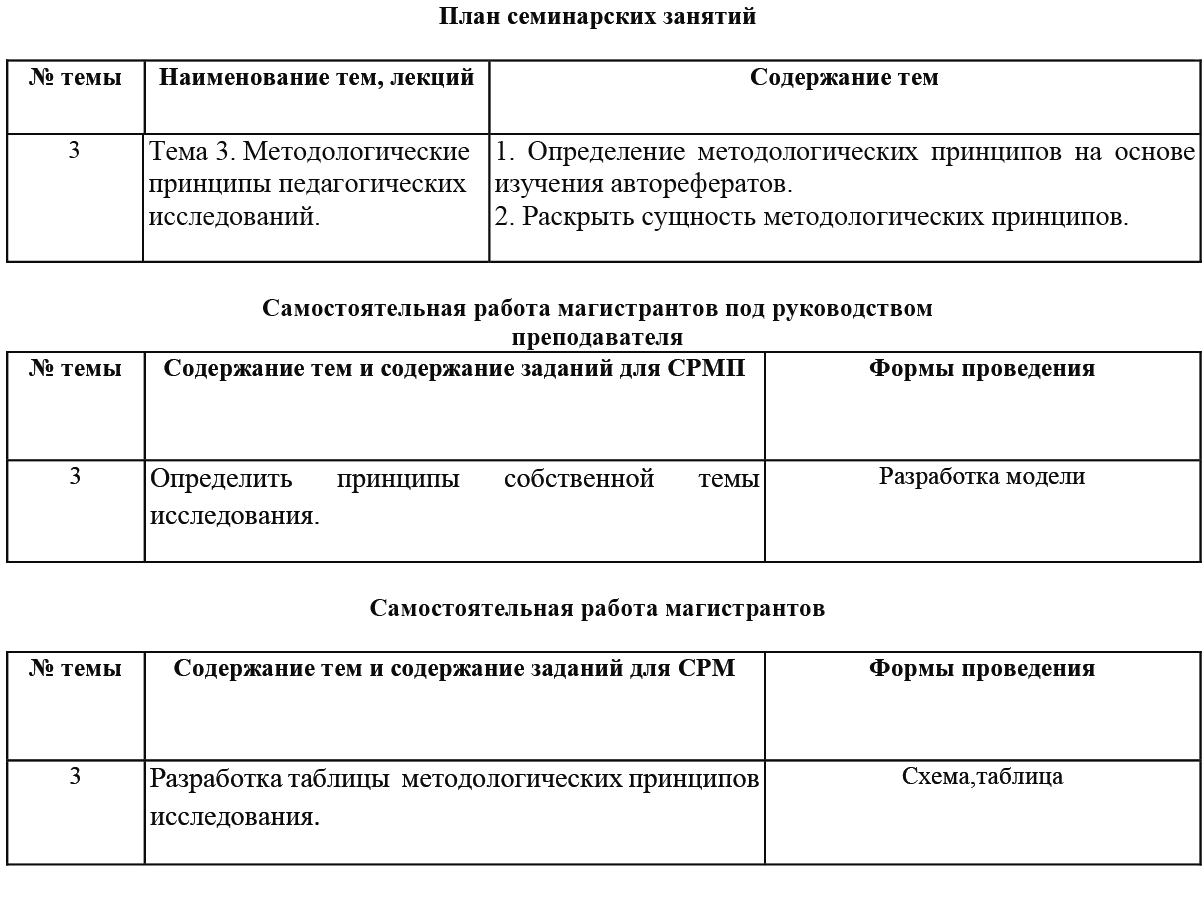 План семинарских занятий
№ темы
Наименование тем, лекций
Содержание тем
3
Тема 3. Методологические
принципы педагогических
исследований.
1. Определение методологических принципов на основе
изучения авторефератов.
2. Раскрыть сущность методологических принципов.
Самостоятельная работа магистрантов под руководством
преподавателя
№ темы
Содержание тем и содержание заданий для СРМП
Формы проведения
3
Определить принципы собственной темы
исследования.
Разработка модели
Самостоятельная работа магистрантов
№ темы
Содержание тем и содержание заданий для СРМ
Формы проведения
3
Разработка таблицы методологических принципов
исследования.
Схема,таблица